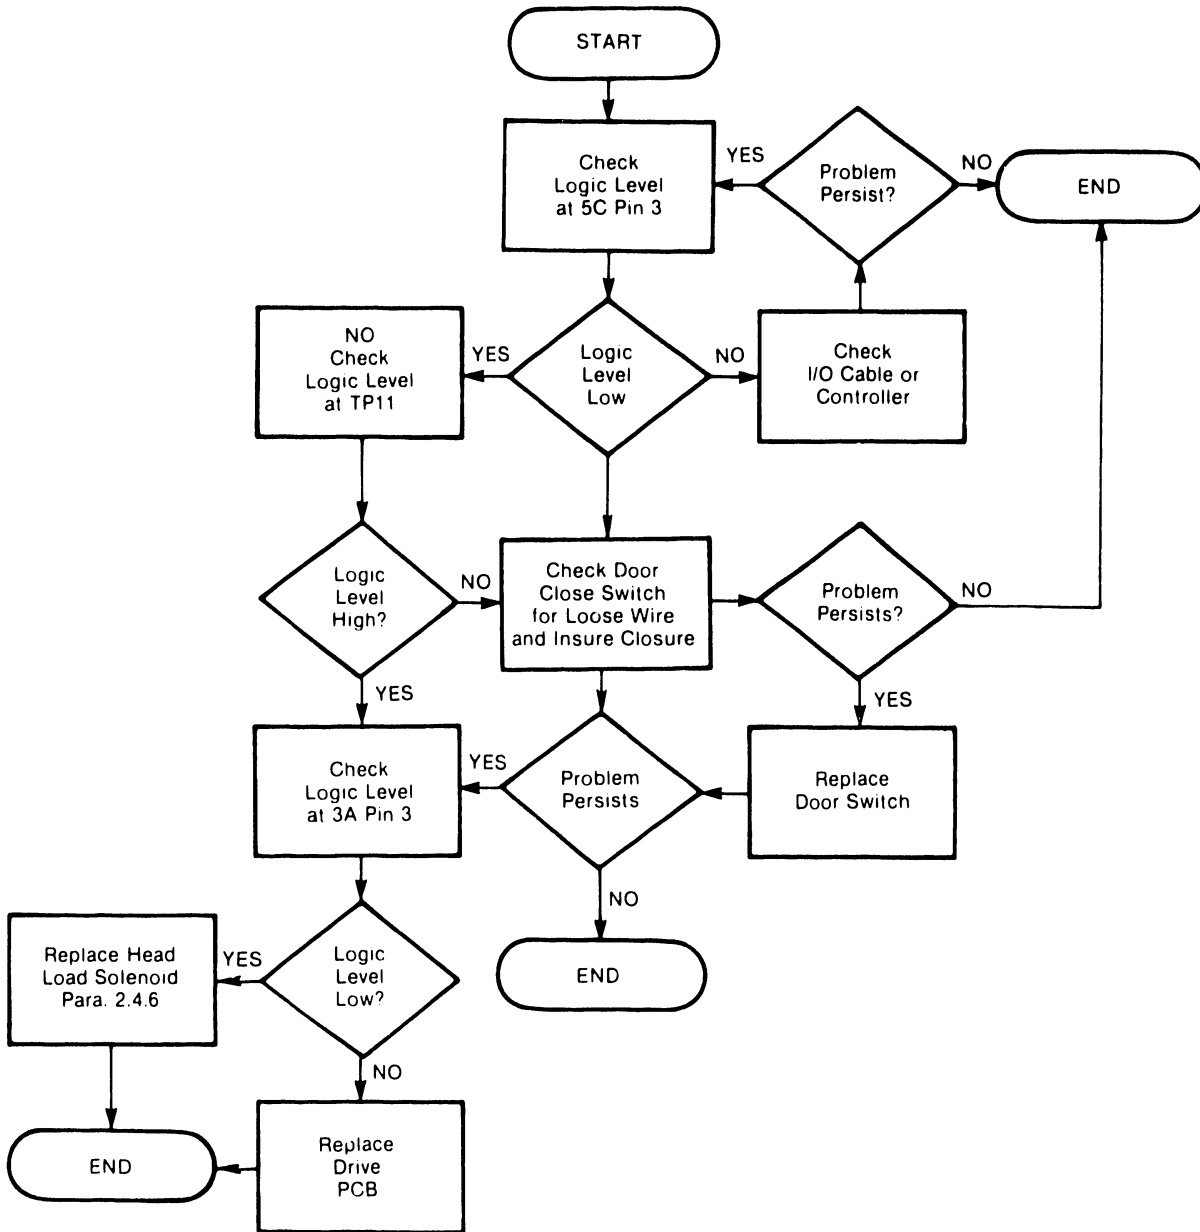 START
Check
Logic Level
at 5C Pin 3
YES
Problem
Persist?
NO
END
NO
Check
Logic Level
at TP11
YES
Logic
Level
Low
NO
Check
I/O Cable or
Controller
Logic
Level
High?
NO
Check Door
Close Switch
for Loose Wire
and Insure Closure
Problem
Persists?
NO
YES
YES
Check
Logic Level
at 3A Pin 3
YES
Problem
Persists
Replace
Door Switch
NO
END
Replace Head
Load Solenoid
Para. 2.4.6
YES
Logic
Level
Low?
NO
END
Replace
Drive
PCB